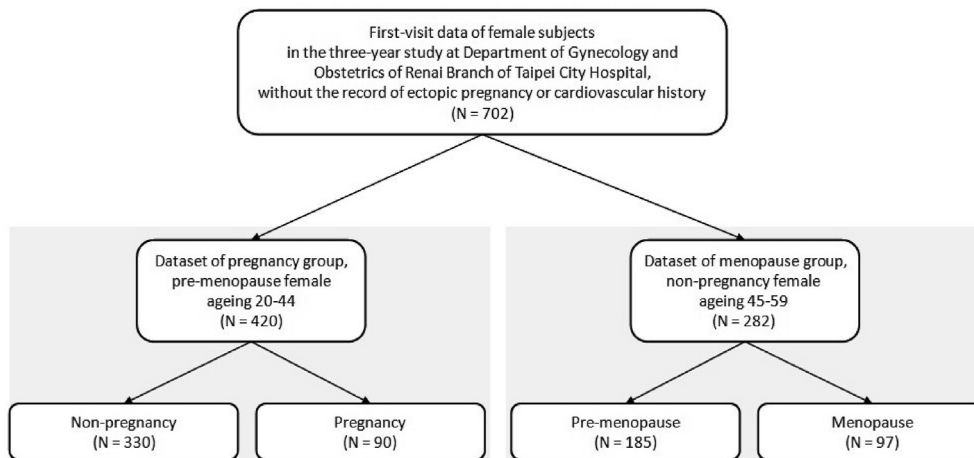 First-visit data of female subjects
in the three-year study at Department of Gynecology and
Obstetrics of Renai Branch of Taipei City Hospital,
without the record of ectopic pregnancy or cardiovascular history
(N = 702)
Dataset of pregnancy group,
pre-menopause female
ageing 20-44
(N = 420)
Dataset of menopause group,
non-pregnancy female
ageing 45-59
(N = 282)
Non-pregnancy
(N = 330)
Pregnancy
(N = 90)
Pre-menopause
(N = 185)
Menopause
(N = 97)